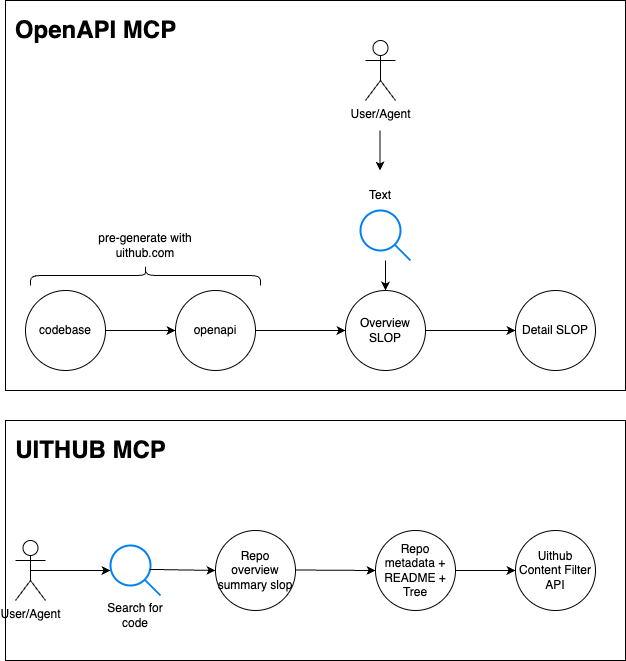 OpenAPI MCP
User/Agent
Text
pre-generate with
uithub.com
codebase
openapi
Overview
SLOP
Detail SLOP
UITHUB MCP
User/Agent
Search for
code
Repo
overview
summary slop
Repo
metadata +
README +
Tree
Uithub
Content Filter
API